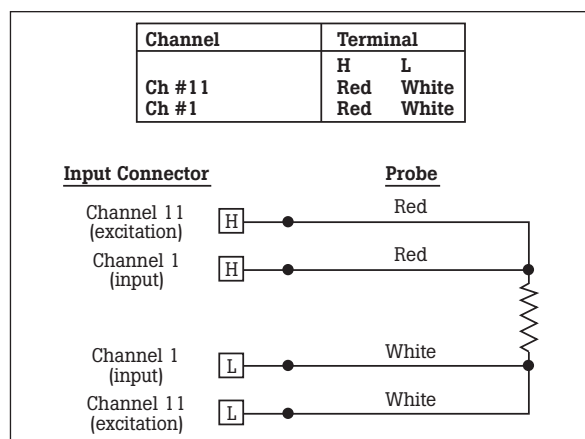 Channel Terminal
H L
Ch #11 Red White
Ch #1 Red White
Input Connector Probe
Channel 11
(excitation) H Red
Channel 1
(input) H Red
Channel 1
(input) L White
Channel 11
(excitation) L White